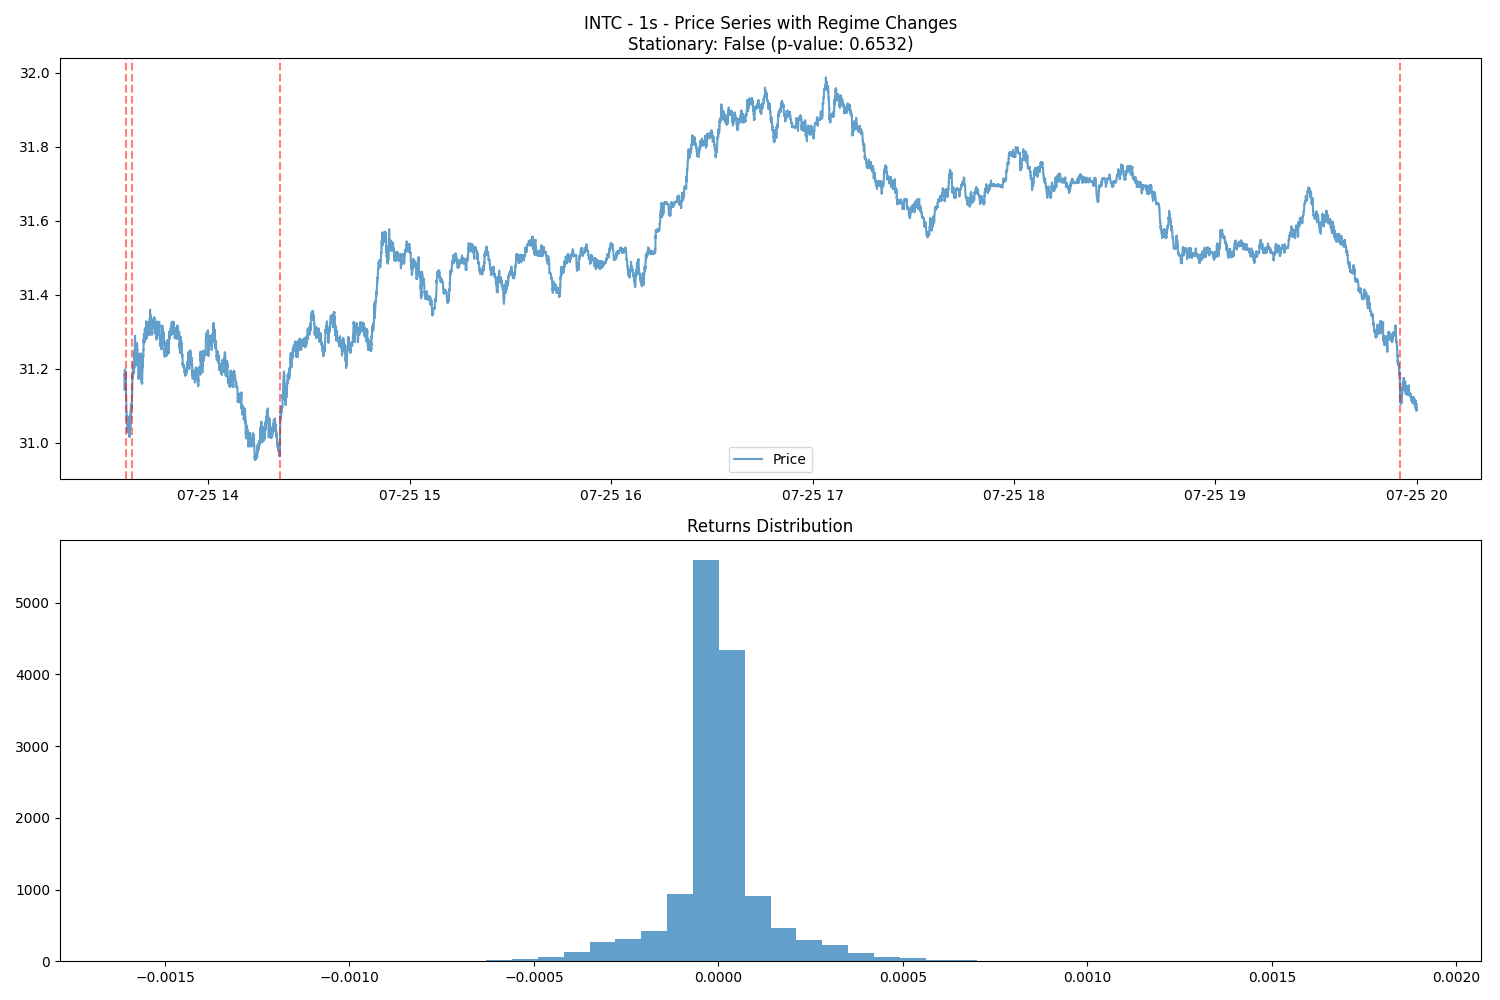 INTC - 1s - Price Series with Regime Changes
Stationary: False (p-value: 0.6532)
32.0
31.8
31.6
31.4
31.2
31.0
Price
07-25 14 07-25 15 07-25 16 07-25 17 07-25 18 07-25 19 07-25 20
Returns Distribution
5000
4000
3000
2000
1000
0
−0.0015 −0.0010 −0.0005 0.0000 0.0005 0.0010 0.0015 0.0020